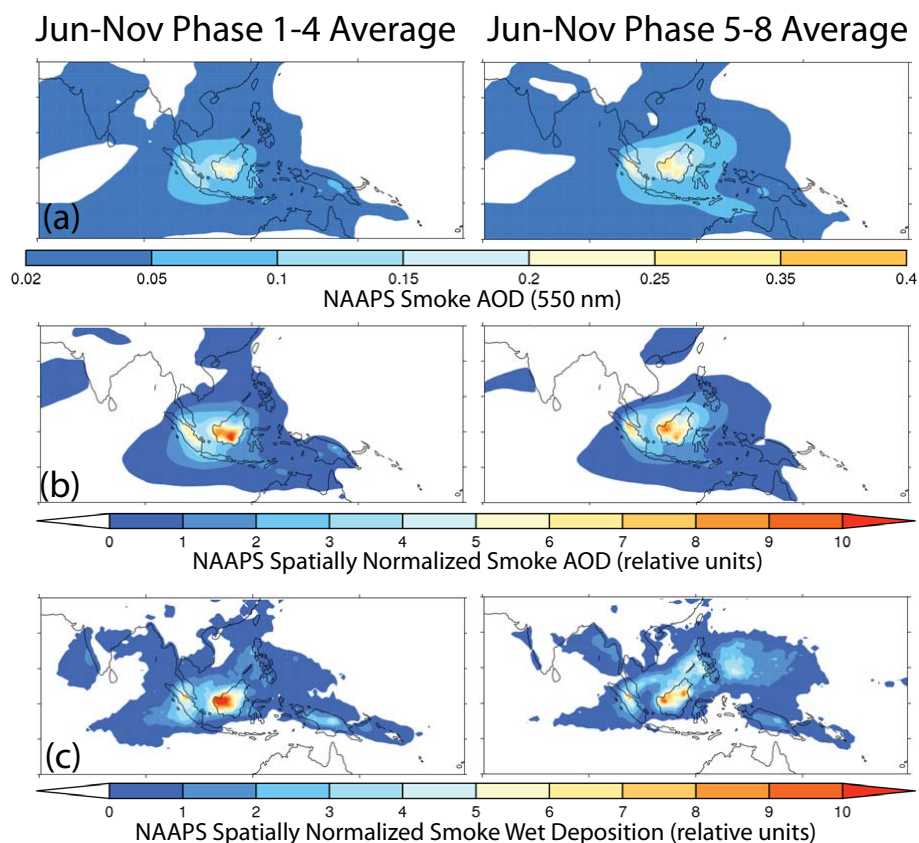 Jun-Nov Phase 1-4 Average
Jun-Nov Phase 5-8 Average
(a)
0.02 0.05 0.1 0.15 0.2 0.25 0.35 0.4
NAAPS Smoke AOD (550 nm)
(b)
0 1 2 3 4 5 6 7 8 9 10
NAAPS Spatially Normalized Smoke AOD (relative units)
(c)
0 1 2 3 4 5 6 7 8 9 10
NAAPS Spatially Normalized Smoke Wet Deposition (relative units)